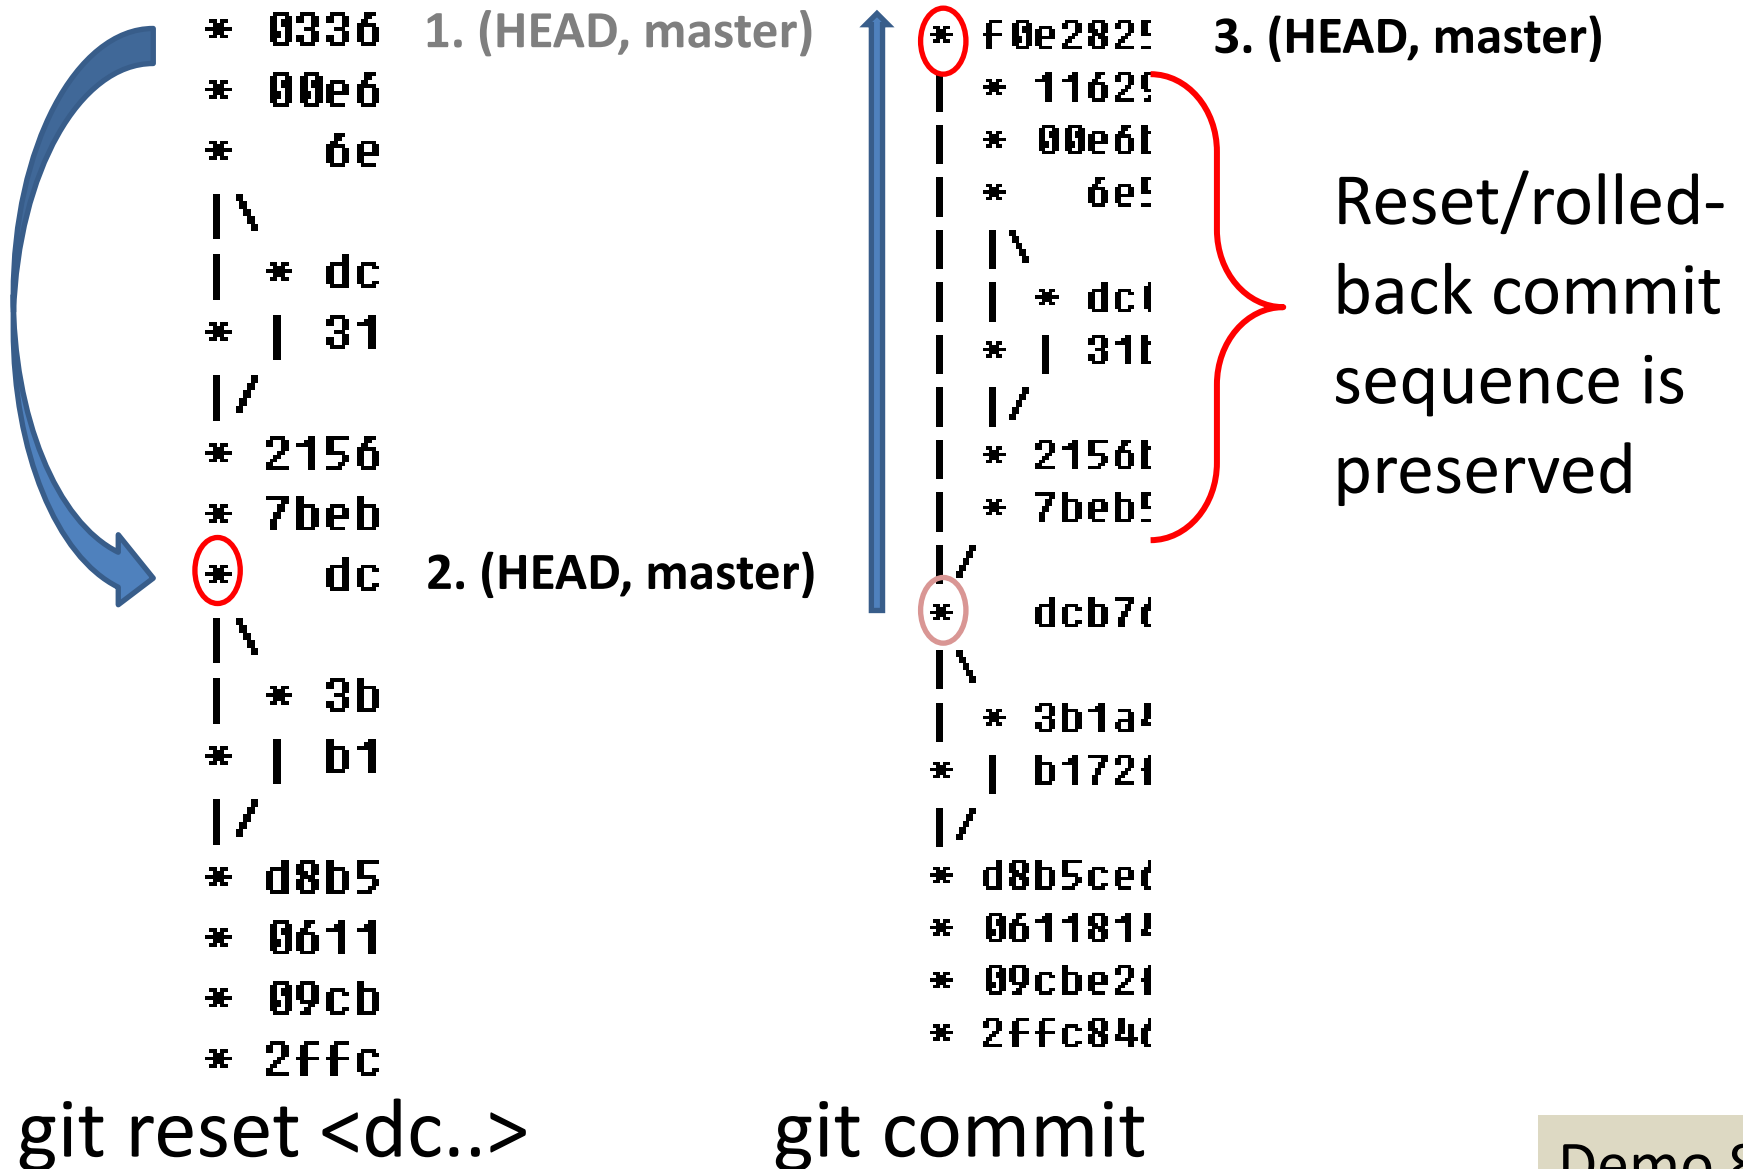 * 0336 1. (HEAD, master)
* 00e6
*   6e
|\
| * dc
* | 31
|/
* 2156
* 7beb
*   dc 2. (HEAD, master)
|\
| * 3b
* | b1
|/
* d8b5
* 0611
* 09cb
* 2ffc
git reset <dc..>
* f0e282 3. (HEAD, master)
| * 1162
| * 00e6
| *   6e
| |\
| | * dc
| * | 31
| |/
| * 2156
| * 7beb
|/
*   dcb7
|\
| * 3b1a
* | b172
|/
* d8b5ce
* 061181
* 09cbe2
* 2ffc84
git commit
Reset/rolled-
back commit
sequence is
preserved
Demo 8